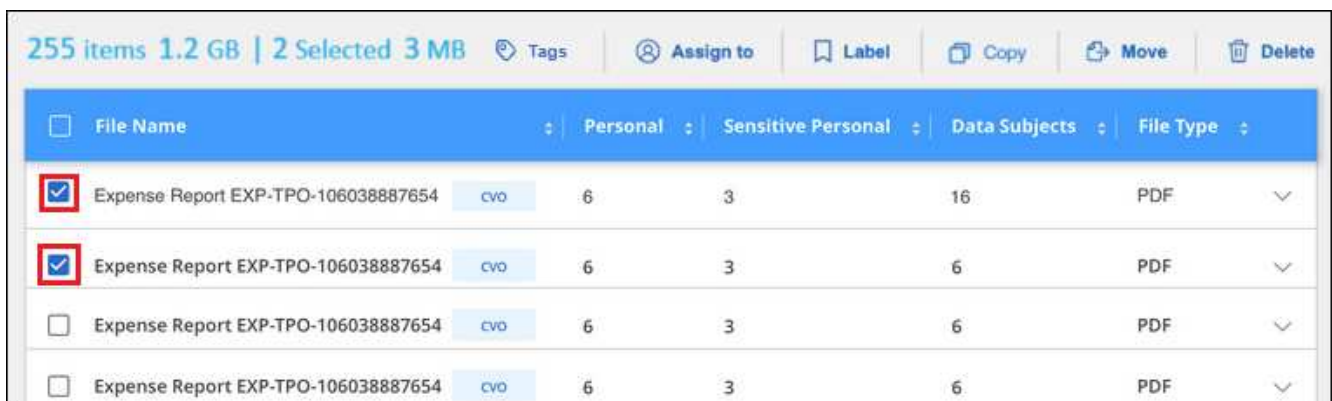 255 items 1.2 GB | 2 Selected 3 MB Tags Assign to Label Copy Move Delete
File Name Personal Sensitive Personal Data Subjects File Type
Expense Report EXP-TPO-106038887654 CVO 6 3 16 PDF
Expense Report EXP-TPO-106038887654 CVO 6 3 6 PDF
Expense Report EXP-TPO-106038887654 CVO 6 3 6 PDF
Expense Report EXP-TPO-106038887654 CVO 6 3 6 PDF